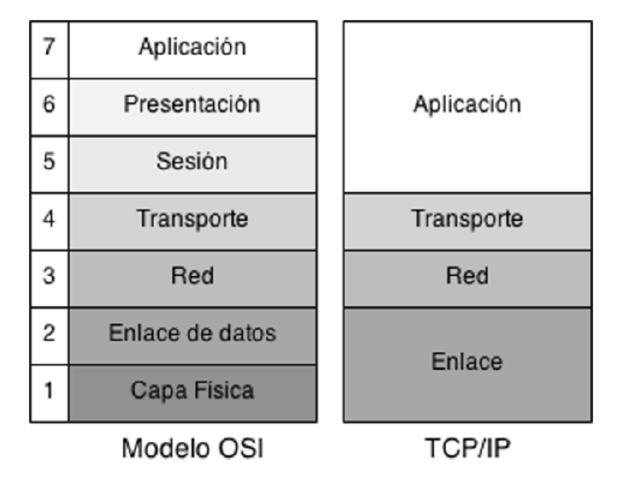 7 Aplicación
6 Presentación
5 Sesión
4 Transporte
3 Red
2 Enlace de datos
1 Capa Fisica
Modelo OSI
Aplicación
Transporte
Red
Enlace
TCP/IP